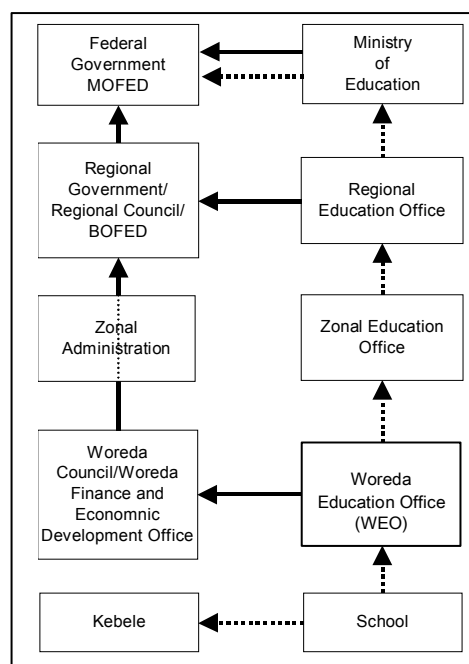 Federal
Government
MOFED
Ministry
of
Education
Regional
Government/
Regional Council/
BOFED
Regional
Education Office
Zonal
Administration
Zonal Education
Office
Woreda
Council/Woreda
Finance and
Economnic
Development Office
Woreda
Education Office
(WEO)
Kebele
School